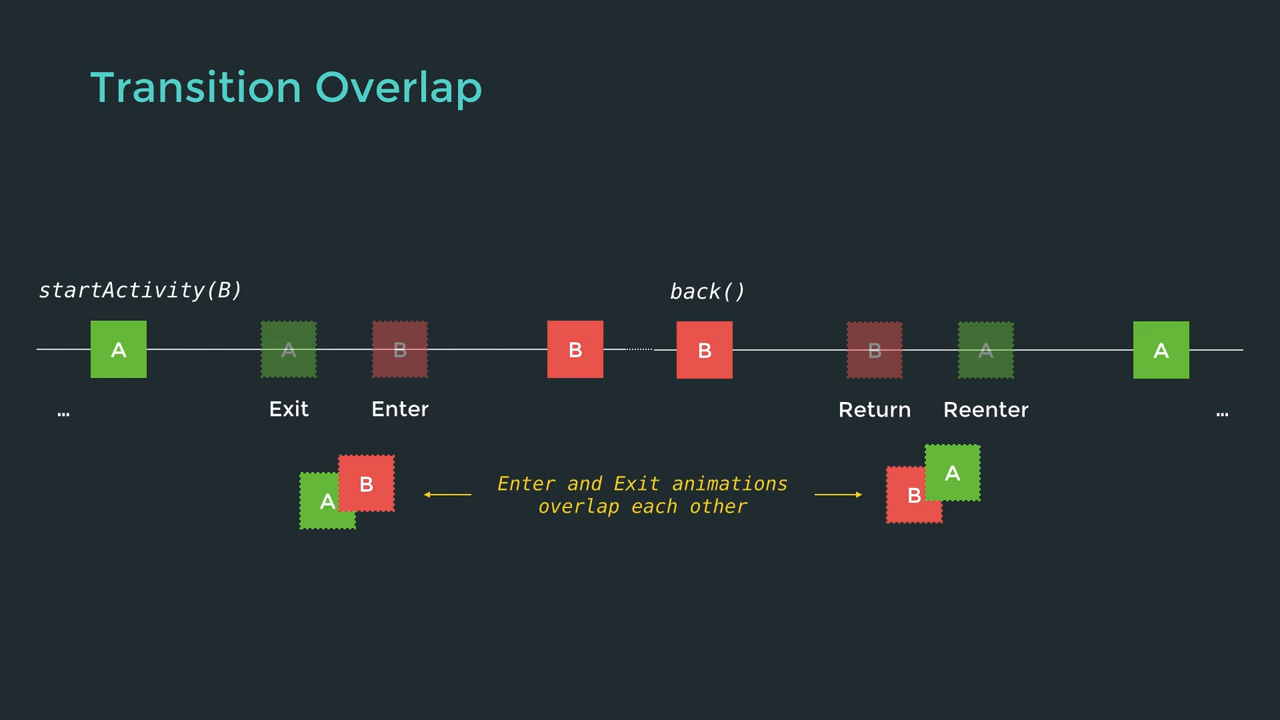 Transition Overlap
startActivity(B)
back()
A A B B B B A A
... Exit Enter Return Reenter ...
A B Enter and Exit animations B A
overlap each other